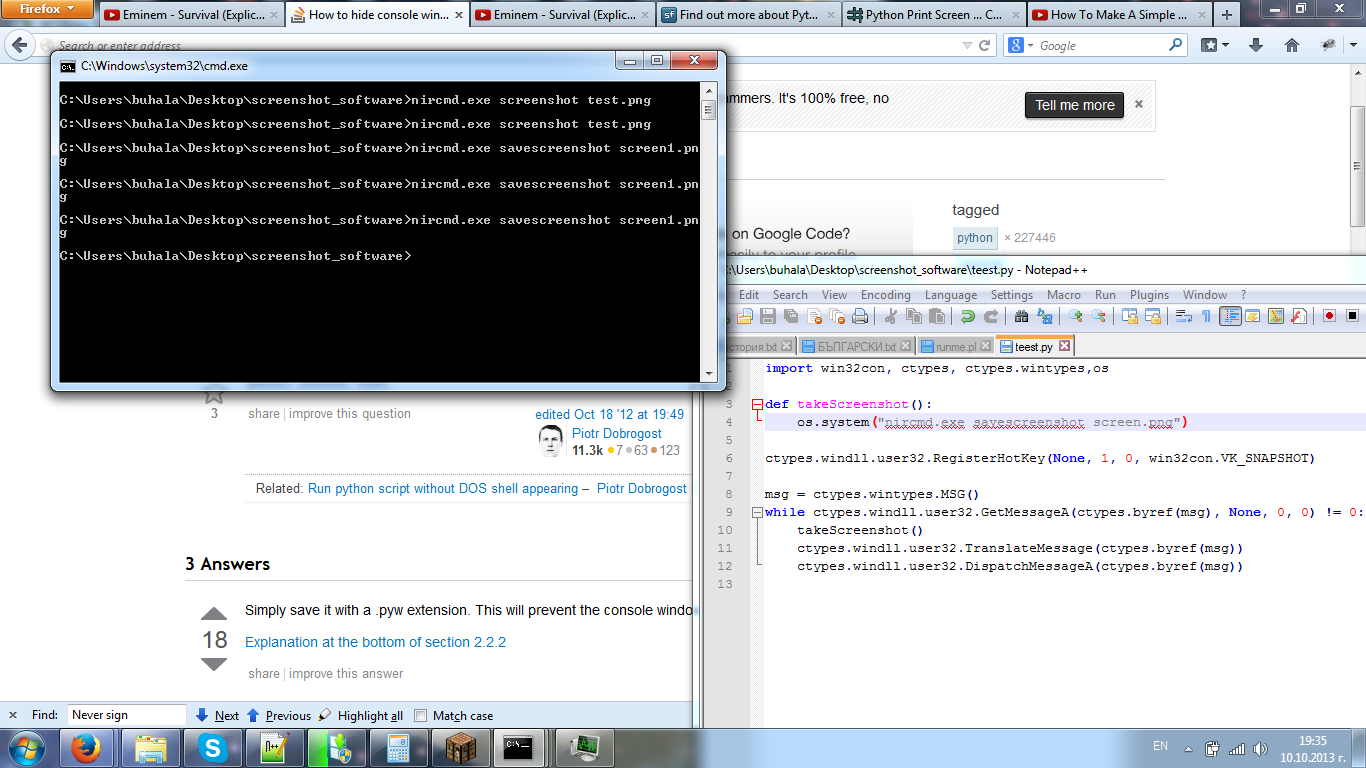 Firefox
Eminem - Survival (Explic...
How to hide console win...
Eminem - Survival (Explic...
Find out more about Pyt...
Python Print Screen ... C...
How To Make A Simple ...
Search or enter address
Google
C:\Windows\system32\cmd.exe
C:\Users\buhala\Desktop\screenshot_software>nircmd.exe screenshot test.png
C:\Users\buhala\Desktop\screenshot_software>nircmd.exe screenshot test.png
C:\Users\buhala\Desktop\screenshot_software>nircmd.exe savescreenshot screen1.pn
g
C:\Users\buhala\Desktop\screenshot_software>nircmd.exe savescreenshot screen1.pn
g
C:\Users\buhala\Desktop\screenshot_software>nircmd.exe savescreenshot screen1.pn
g
C:\Users\buhala\Desktop\screenshot_software>
ammers. It's 100% free, no
Tell me more
tagged
on Google Code?
python × 227446
easily to your profile
3
share | improve this question
edited Oct 18 '12 at 19:49
Piotr Dobrogost
11.3k 7 63 123
Related: Run python script without DOS shell appearing – Piotr Dobrogost
3 Answers
18
Simply save it with a .pyw extension. This will prevent the console windo
Explanation at the bottom of section 2.2.2
share | improve this answer
:\Users\buhala\Desktop\screenshot_software\teest.py - Notepad++
Edit Search View Encoding Language Settings Macro Run Plugins Window ?
стория.txt БЪЛГАРСКИ.txt runme.pl teest.py
1 import win32con, ctypes, ctypes.wintypes,os
2
3 def takeScreenshot():
4 os.system("nircmd.exe savescreenshot screen.png")
5
6 ctypes.windll.user32.RegisterHotKey(None, 1, 0, win32con.VK_SNAPSHOT)
7
8 msg = ctypes.wintypes.MSG()
9 while ctypes.windll.user32.GetMessageA(ctypes.byref(msg), None, 0, 0) != 0:
10 takeScreenshot()
11 ctypes.windll.user32.TranslateMessage(ctypes.byref(msg))
12 ctypes.windll.user32.DispatchMessageA(ctypes.byref(msg))
13
Find: Never sign Next Previous Highlight all Match case
EN
19:35
10.10.2013 г.